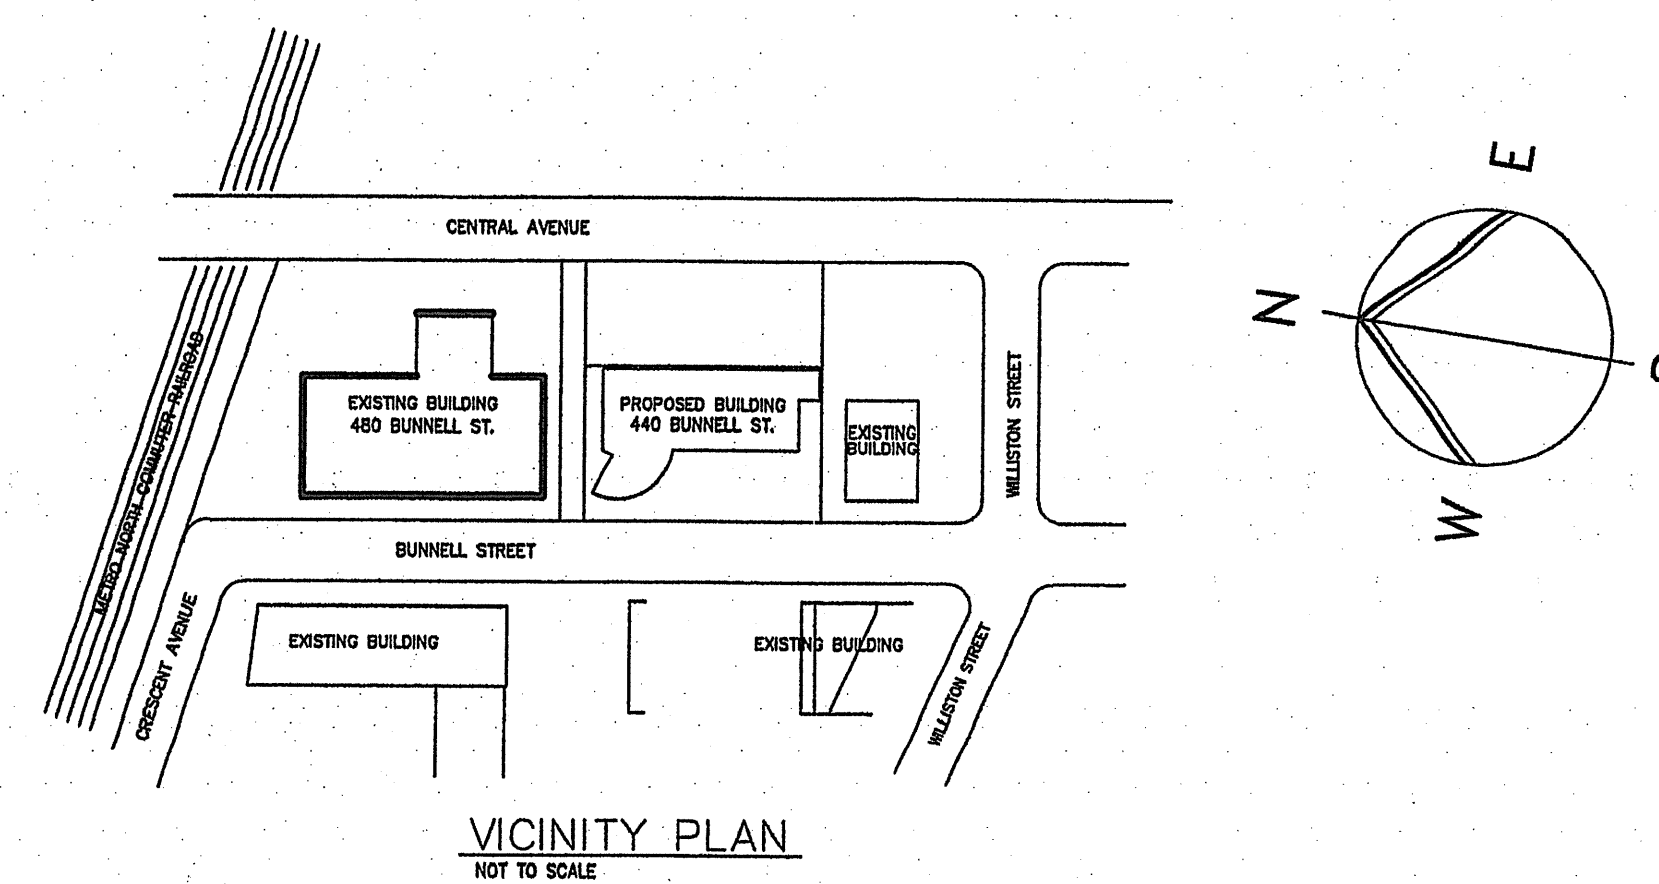 E
CENTRAL AVENUE
N
METRO NORTH COMMUTER RAILROAD
WILLISTON STREET
EXISTING BUILDING
480 BUNNELL ST.
PROPOSED BUILDING
440 BUNNELL ST.
EXISTING
BUILDING
W
BUNNELL STREET
CRESCENT AVENUE
EXISTING BUILDING
EXISTING BUILDING
WILLISTON STREET
VICINITY PLAN
NOT TO SCALE